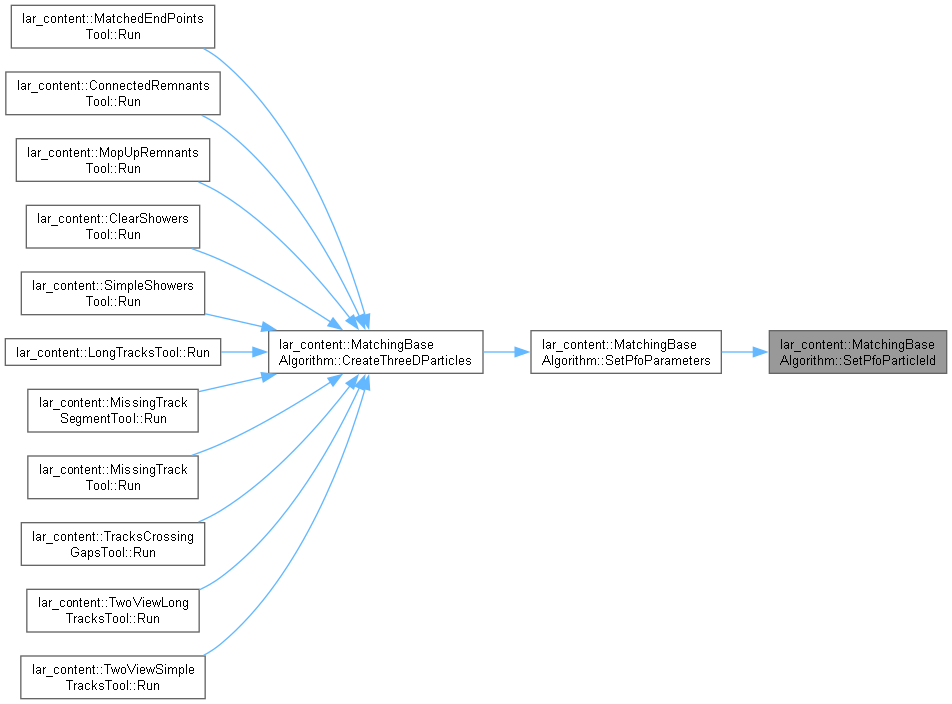 lar_content::MatchedEndPoints
Tool::Run
lar_content::ConnectedRemnants
Tool::Run
lar_content::MopUpRemnants
Tool::Run
lar_content::ClearShowers
Tool::Run
lar_content::SimpleShowers
Tool::Run
lar_content::LongTracksTool::Run
lar_content::MissingTrack
SegmentTool::Run
lar_content::MissingTrack
Tool::Run
lar_content::TracksCrossing
GapsTool::Run
lar_content::TwoViewLong
TracksTool::Run
lar_content::TwoViewSimple
TracksTool::Run
lar_content::MatchingBase
Algorithm::CreateThreeDParticles
lar_content::MatchingBase
Algorithm::SetPfoParameters
lar_content::MatchingBase
Algorithm::SetPfoParticleId